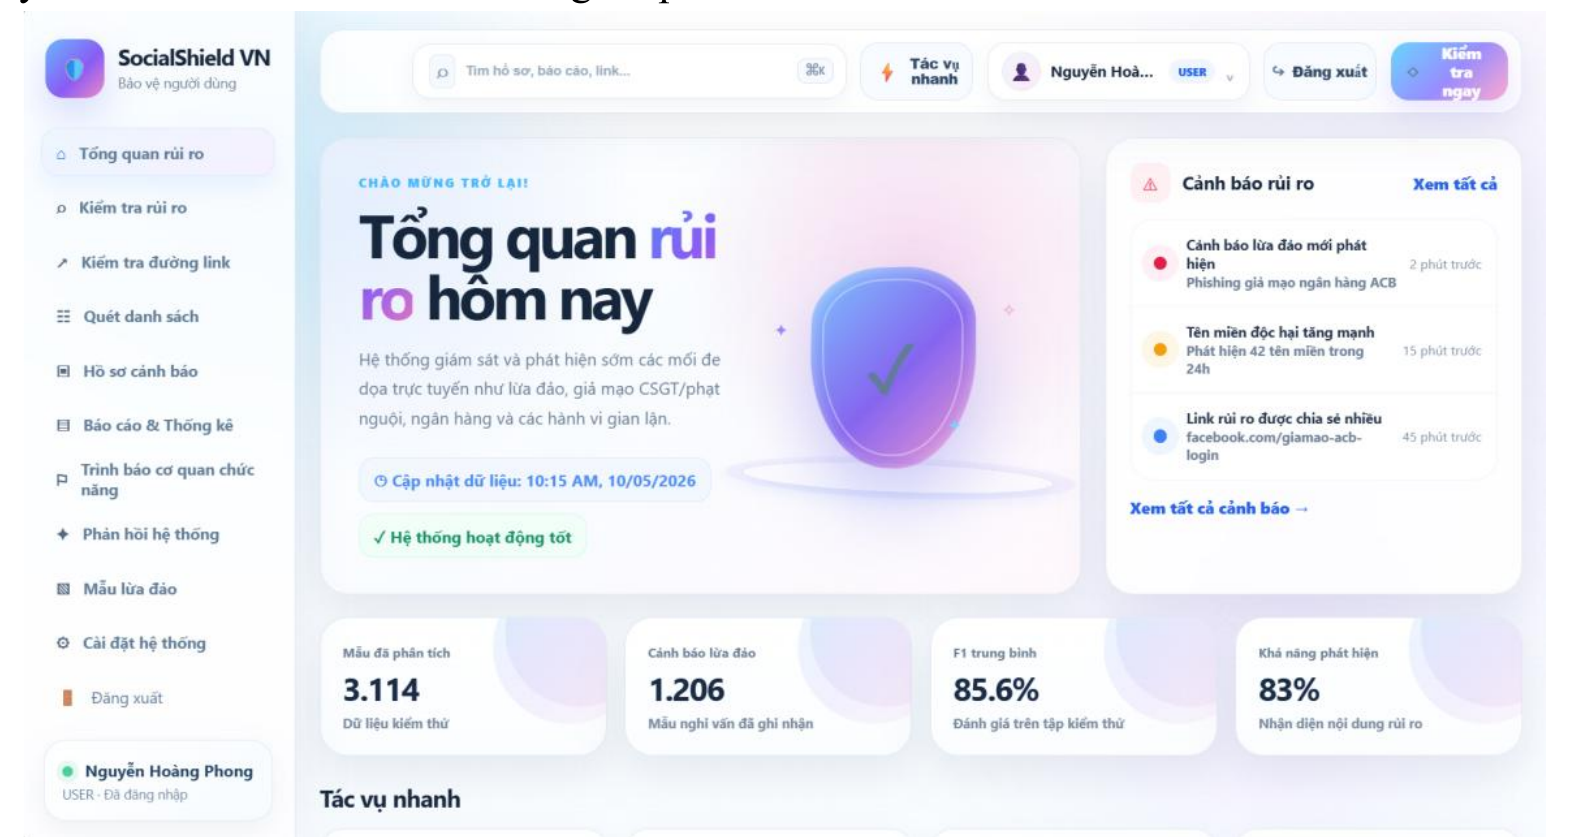 SocialShield VN
Bảo vệ người dùng
Tổng quan rủi ro
Kiểm tra rủi ro
Kiểm tra đường link
Quét danh sách
Hồ sơ cảnh báo
Báo cáo & Thống kê
Trình báo cơ quan chức
năng
Phản hồi hệ thống
Mẫu lừa đảo
Cài đặt hệ thống
Đăng xuất
Nguyễn Hoàng Phong
USER · Đã đăng nhập
Tìm hồ sơ, báo cáo, link...
⌘K
Tác vụ
nhanh
Nguyễn Hoà...
USER
Đăng xuất
Kiểm
tra
ngay
CHÀO MỪNG TRỞ LẠI!
Tổng quan rủi
ro hôm nay
Hệ thống giám sát và phát hiện sớm các mối đe
dọa trực tuyến như lừa đảo, giả mạo CSGT/phạt
nguội, ngân hàng và các hành vi gian lận.
Cập nhật dữ liệu: 10:15 AM, 10/05/2026
✓ Hệ thống hoạt động tốt
Cảnh báo rủi ro
Xem tất cả
Cảnh báo lừa đảo mới phát
hiện
Phishing giả mạo ngân hàng ACB
2 phút trước
Tên miền độc hại tăng mạnh
Phát hiện 42 tên miền trong
24h
15 phút trước
Link rủi ro được chia sẻ nhiều
facebook.com/giamao-acb-
login
45 phút trước
Xem tất cả cảnh báo →
Mẫu đã phân tích
3.114
Dữ liệu kiểm thử
Cảnh báo lừa đảo
1.206
Mẫu nghi vấn đã ghi nhận
F1 trung bình
85.6%
Đánh giá trên tập kiểm thử
Khả năng phát hiện
83%
Nhận diện nội dung rủi ro
Tác vụ nhanh